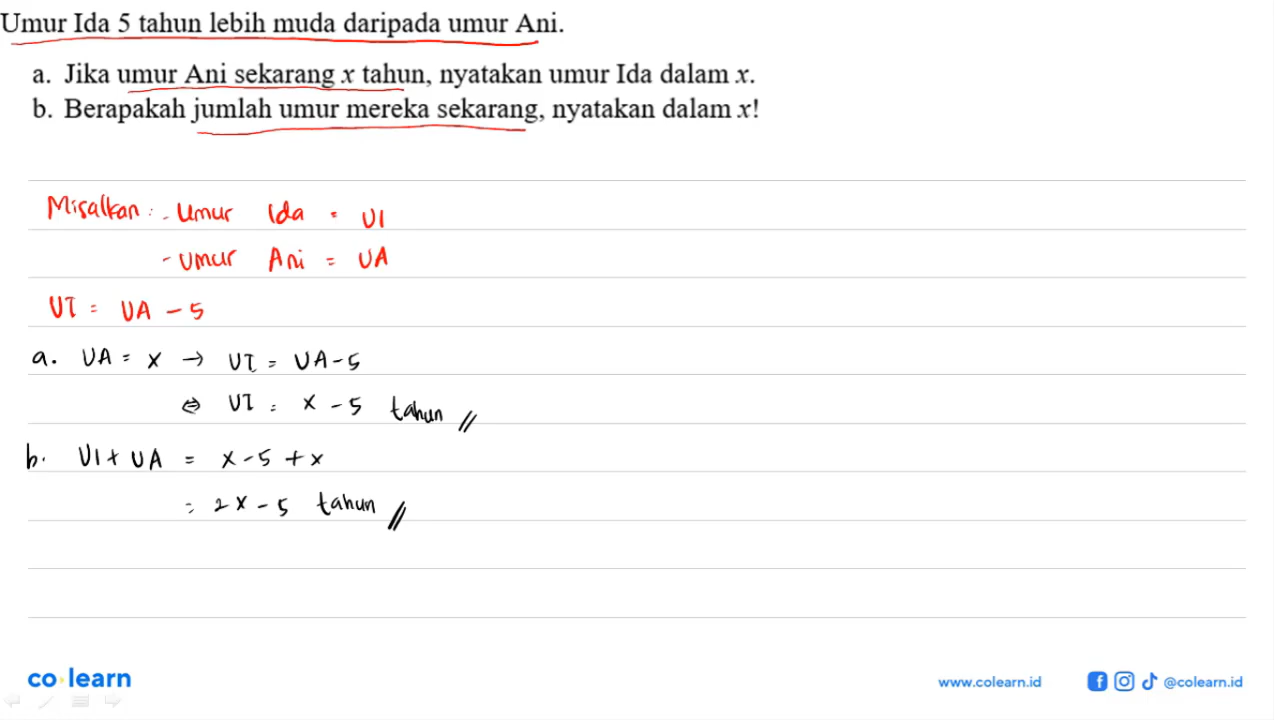 Umur Ida 5 tahun lebih muda daripada umur Ani.
a. Jika umur Ani sekarang x tahun, nyatakan umur Ida dalam x.
b. Berapakah jumlah umur mereka sekarang, nyatakan dalam x!
Misalkan : - Umur Ida = UI
- Umur Ani = UA
UI = UA - 5
a. UA = x → UI = UA - 5
⇔ UI = x - 5 tahun //
b. UI + UA = x - 5 + x
= 2x - 5 tahun //
co·learn
www.colearn.id
@colearn.id